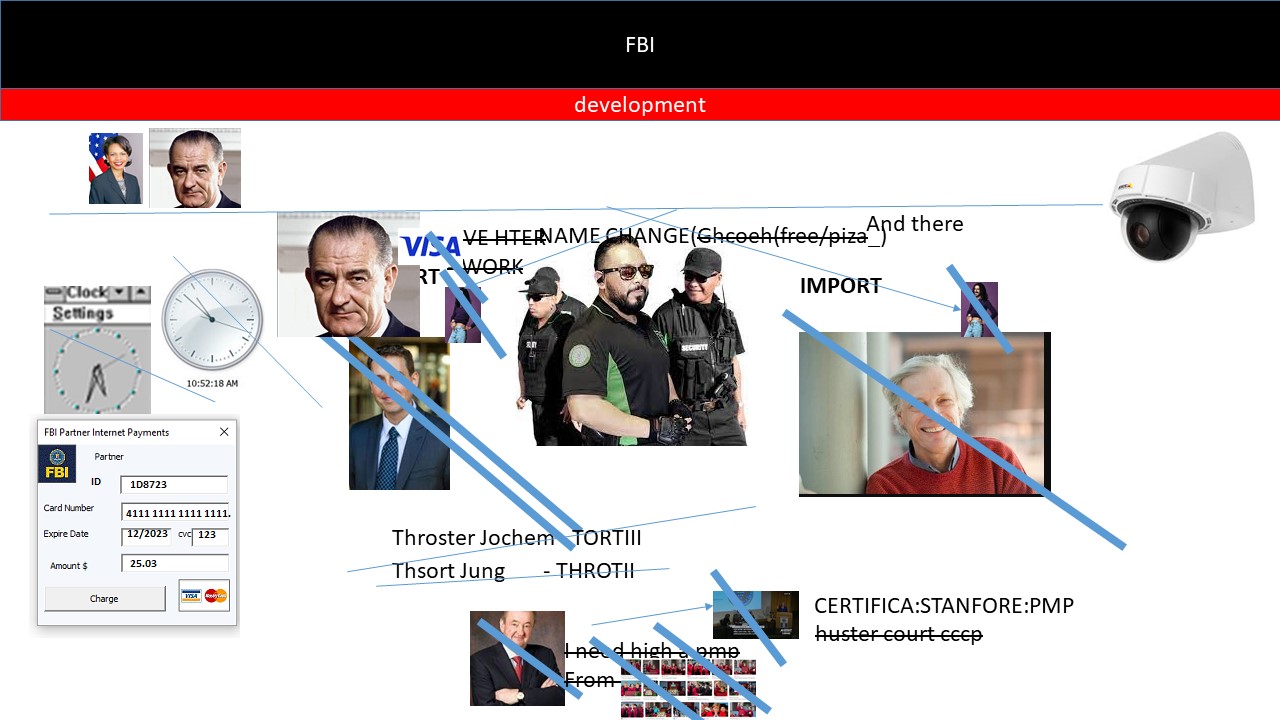 FBI
development
And there
VISA
VE HTER
NAME CHANGE(Ghcoeh(free/piza_)
RT - WORK
IMPORT
Clock
Settings
SECURITY
10:52:18 AM
FBI Partner Internet Payments
FBI
Partner
ID 1D8723
Card Number 4111 1111 1111 1111.
Expire Date 12/2023 cvc 123
Amount $ 25.03
Charge
VISA MasterCard
Throster Jochem - TORTIII
Thsort Jung - THROTII
CERTIFICA:STANFORE:PMP
huster court cccp
I need high a pmp
From